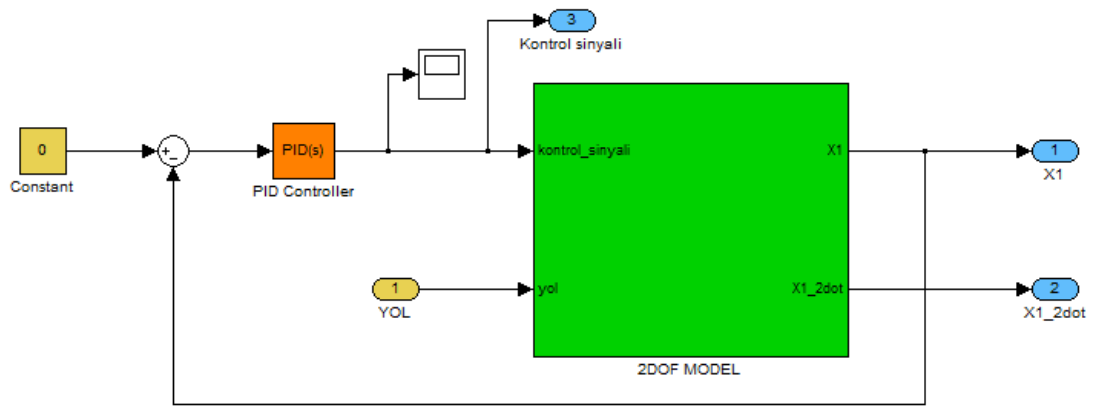 3
Kontrol sinyali
0
Constant
+
−
PID(s)
PID Controller
kontrol_sinyali
X1
1
X1
1
YOL
yol
X1_2dot
2
X1_2dot
2DOF MODEL